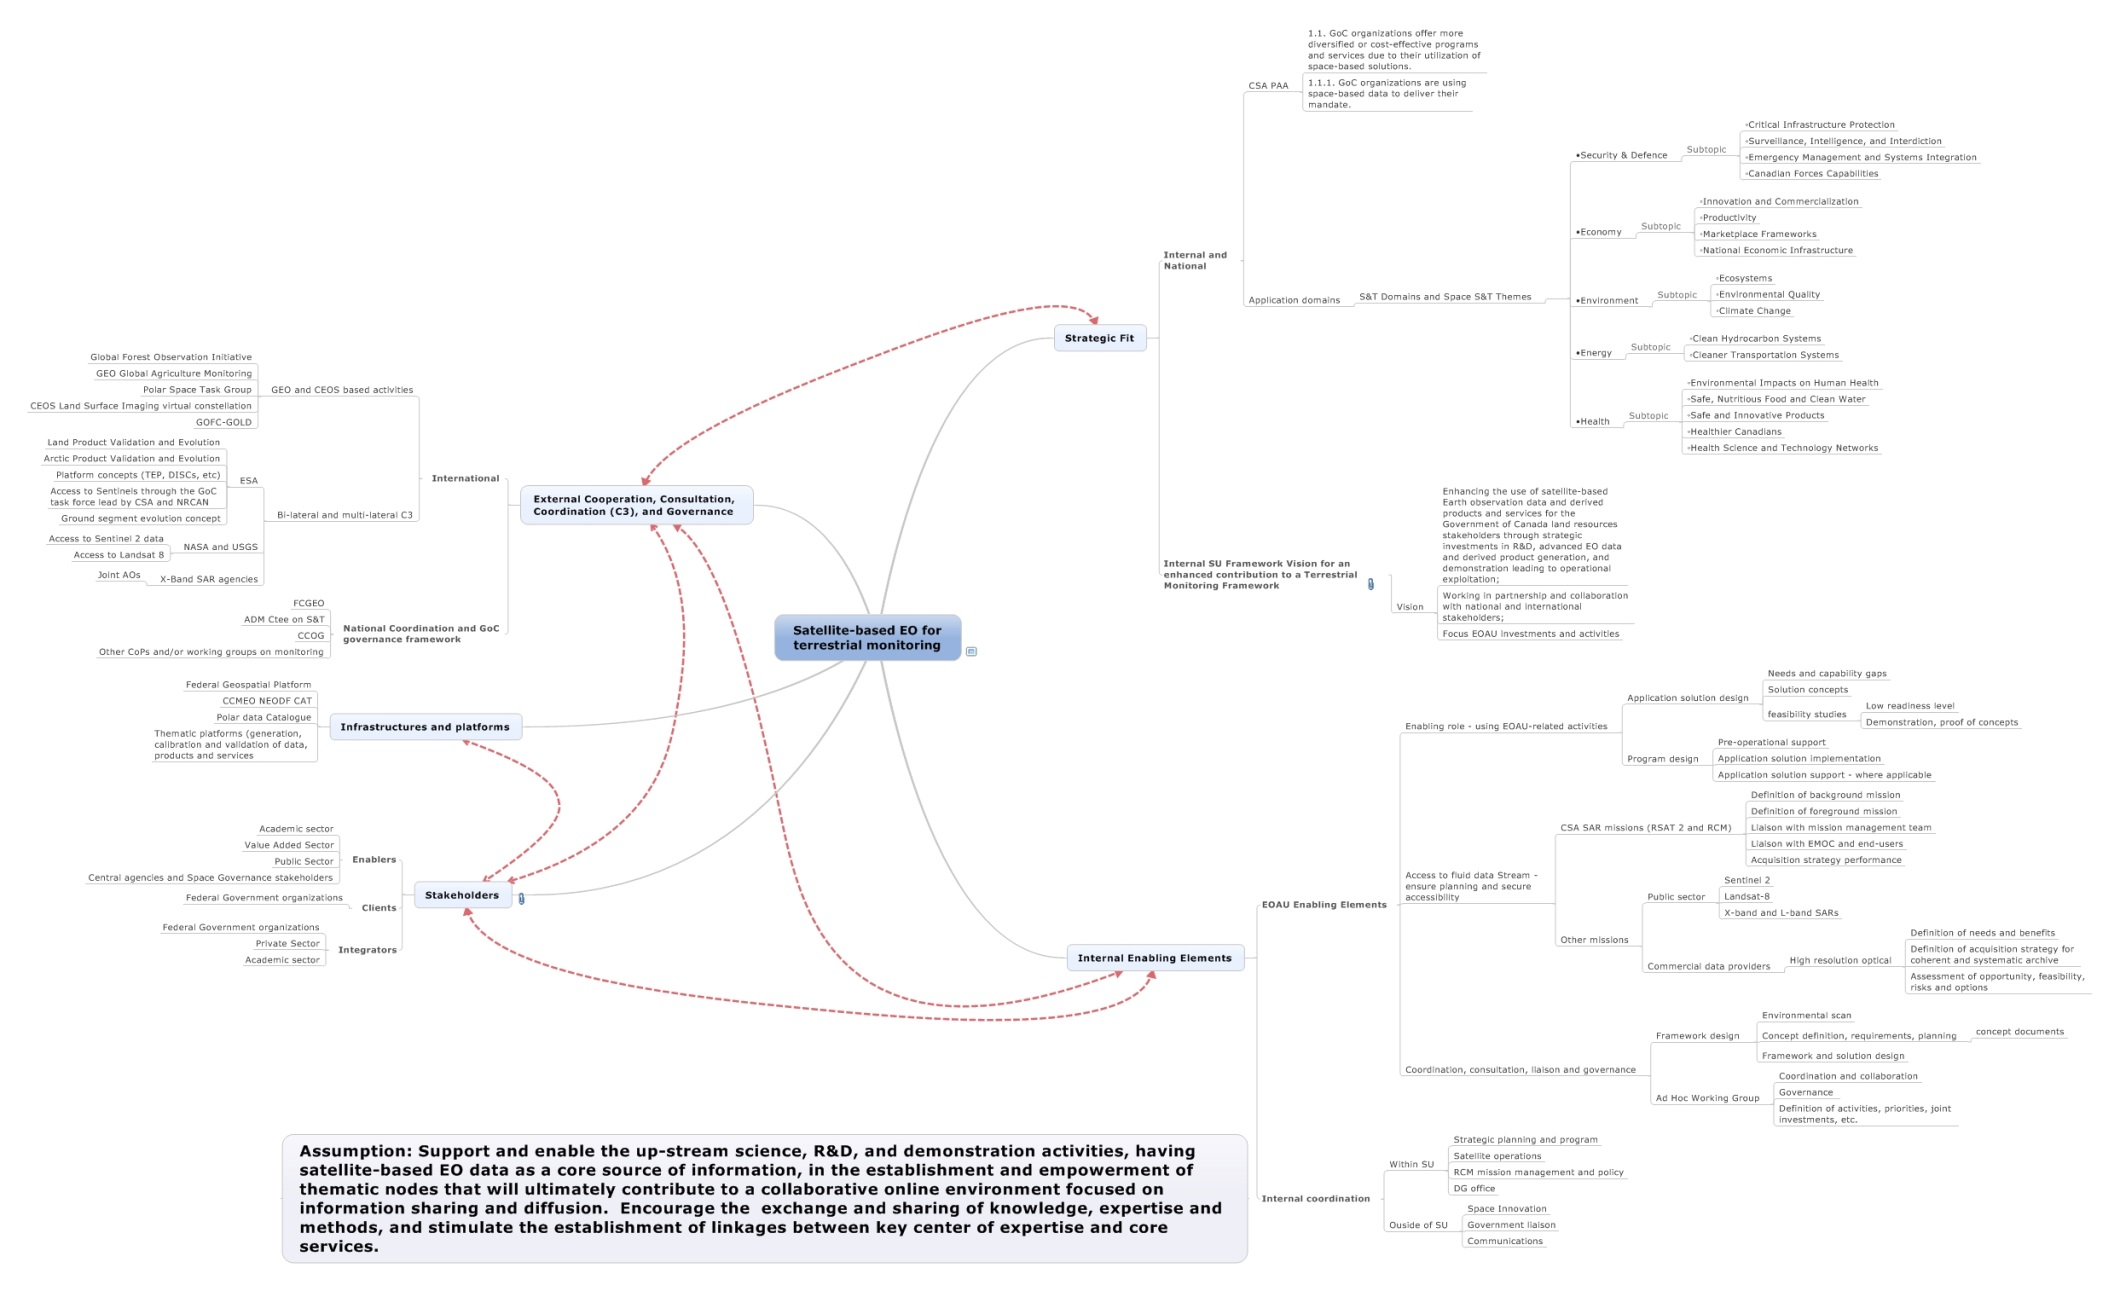 Satellite-based EO for
terrestrial monitoring
Strategic Fit
Internal and
National
CSA PAA
1.1. GoC organizations offer more
diversified or cost-effective programs
and services due to their utilization of
space-based solutions.
1.1.1. GoC organizations are using
space-based data to deliver their
mandate.
Application domains
S&T Domains and Space S&T Themes
•Security & Defence
Subtopic
◦Critical Infrastructure Protection
◦Surveillance, Intelligence, and Interdiction
◦Emergency Management and Systems Integration
◦Canadian Forces Capabilities
•Economy
Subtopic
◦Innovation and Commercialization
◦Productivity
◦Marketplace Frameworks
◦National Economic Infrastructure
•Environment
Subtopic
◦Ecosystems
◦Environmental Quality
◦Climate Change
•Energy
Subtopic
◦Clean Hydrocarbon Systems
◦Cleaner Transportation Systems
•Health
Subtopic
◦Environmental Impacts on Human Health
◦Safe, Nutritious Food and Clean Water
◦Safe and Innovative Products
◦Healthier Canadians
◦Health Science and Technology Networks
Internal SU Framework Vision for an
enhanced contribution to a Terrestrial
Monitoring Framework
Vision
Enhancing the use of satellite-based
Earth observation data and derived
products and services for the
Government of Canada land resources
stakeholders through strategic
investments in R&D, advanced EO data
and derived product generation, and
demonstration leading to operational
exploitation;
Working in partnership and collaboration
with national and international
stakeholders;
Focus EOAU investments and activities
External Cooperation, Consultation,
Coordination (C3), and Governance
International
GEO and CEOS based activities
Global Forest Observation Initiative
GEO Global Agriculture Monitoring
Polar Space Task Group
CEOS Land Surface Imaging virtual constellation
GOFC-GOLD
Bi-lateral and multi-lateral C3
ESA
Land Product Validation and Evolution
Arctic Product Validation and Evolution
Platform concepts (TEP, DISCs, etc)
Access to Sentinels through the GoC
task force lead by CSA and NRCAN
Ground segment evolution concept
NASA and USGS
Access to Sentinel 2 data
Access to Landsat 8
X-Band SAR agencies
Joint AOs
National Coordination and GoC
governance framework
FCGEO
ADM Ctee on S&T
CCOG
Other CoPs and/or working groups on monitoring
Infrastructures and platforms
Federal Geospatial Platform
CCMEO NEODF CAT
Polar data Catalogue
Thematic platforms (generation,
calibration and validation of data,
products and services
Stakeholders
Enablers
Academic sector
Value Added Sector
Public Sector
Central agencies and Space Governance stakeholders
Clients
Federal Government organizations
Integrators
Federal Government organizations
Private Sector
Academic sector
Internal Enabling Elements
EOAU Enabling Elements
Enabling role - using EOAU-related activities
Application solution design
Needs and capability gaps
Solution concepts
feasibility studies
Low readiness level
Demonstration, proof of concepts
Program design
Pre-operational support
Application solution implementation
Application solution support - where applicable
Access to fluid data Stream -
ensure planning and secure
accessibility
CSA SAR missions (RSAT 2 and RCM)
Definition of background mission
Definition of foreground mission
Liaison with mission management team
Liaison with EMOC and end-users
Acquisition strategy performance
Other missions
Public sector
Sentinel 2
Landsat-8
X-band and L-band SARs
Commercial data providers
High resolution optical
Definition of needs and benefits
Definition of acquisition strategy for
coherent and systematic archive
Assessment of opportunity, feasibility,
risks and options
Coordination, consultation, liaison and governance
Framework design
Environmental scan
Concept definition, requirements, planning
concept documents
Framework and solution design
Ad Hoc Working Group
Coordination and collaboration
Governance
Definition of activities, priorities, joint
investments, etc.
Internal coordination
Within SU
Strategic planning and program
Satellite operations
RCM mission management and policy
DG office
Ouside of SU
Space Innovation
Government liaison
Communications
Assumption: Support and enable the up-stream science, R&D, and demonstration activities, having
satellite-based EO data as a core source of information, in the establishment and empowerment of
thematic nodes that will ultimately contribute to a collaborative online environment focused on
information sharing and diffusion.  Encourage the  exchange and sharing of knowledge, expertise and
methods, and stimulate the establishment of linkages between key center of expertise and core
services.